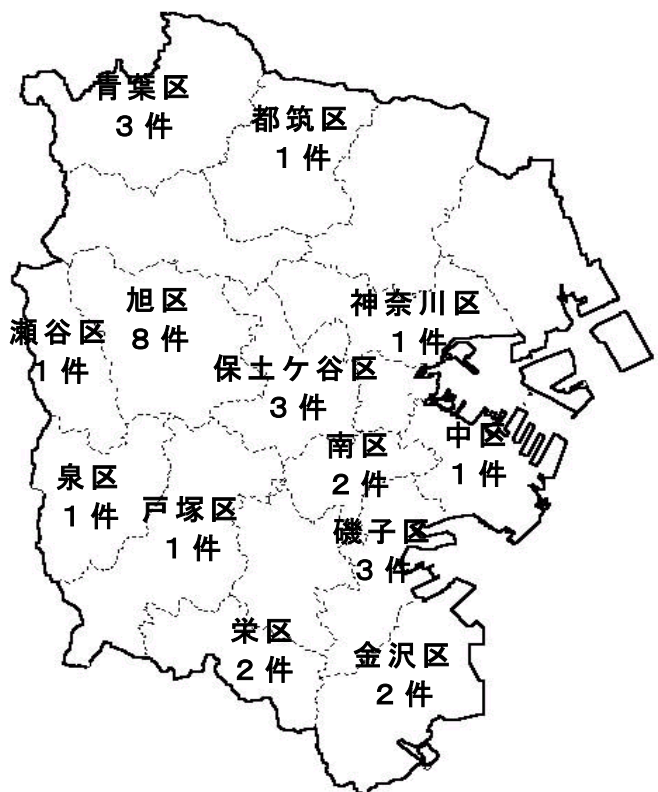 青葉区
3 件
都筑区
1 件
旭区
8 件
神奈川区
1 件
瀬谷区
1 件
保土ケ谷区
3 件
南区
2 件
中区
1 件
泉区
1 件
戸塚区
1 件
磯子区
3 件
栄区
2 件
金沢区
2 件